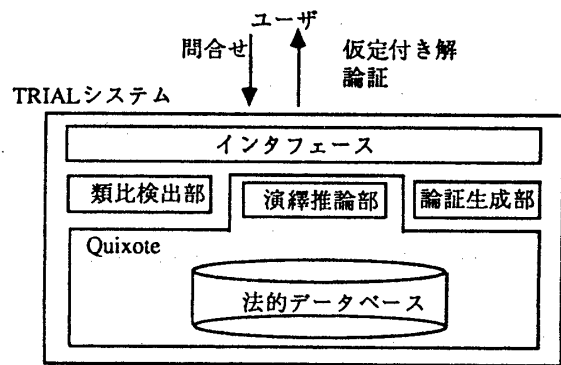 ユーザ
問合せ
仮定付き解
論証
TRIALシステム
インタフェース
類比検出部
演繹推論部
論証生成部
Quixote
法的データベース